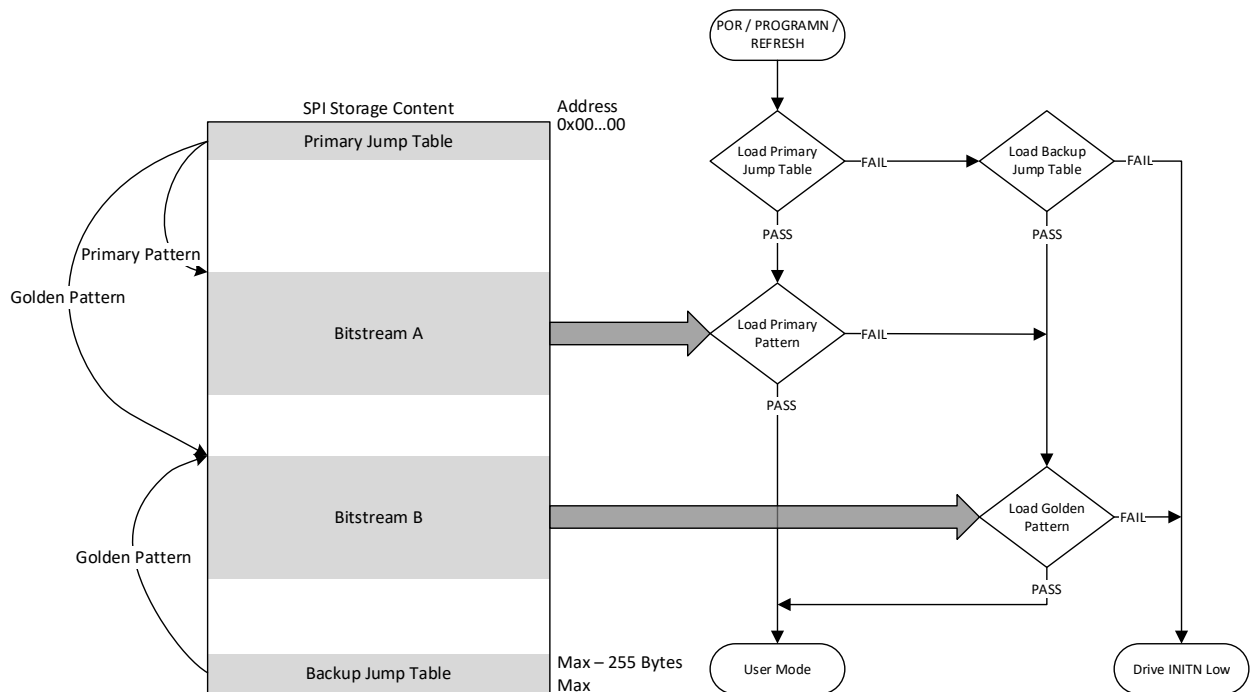 SPI Storage Content
Address
0x00...00
Primary Jump Table
Primary Pattern
Golden Pattern
Bitstream A
Bitstream B
Golden Pattern
Backup Jump Table
Max – 255 Bytes
Max
POR / PROGRAMN /
REFRESH
Load Primary
Jump Table
FAIL
Load Backup
Jump Table
FAIL
PASS
PASS
Load Primary
Pattern
FAIL
PASS
Load Golden
Pattern
FAIL
PASS
User Mode
Drive INITN Low